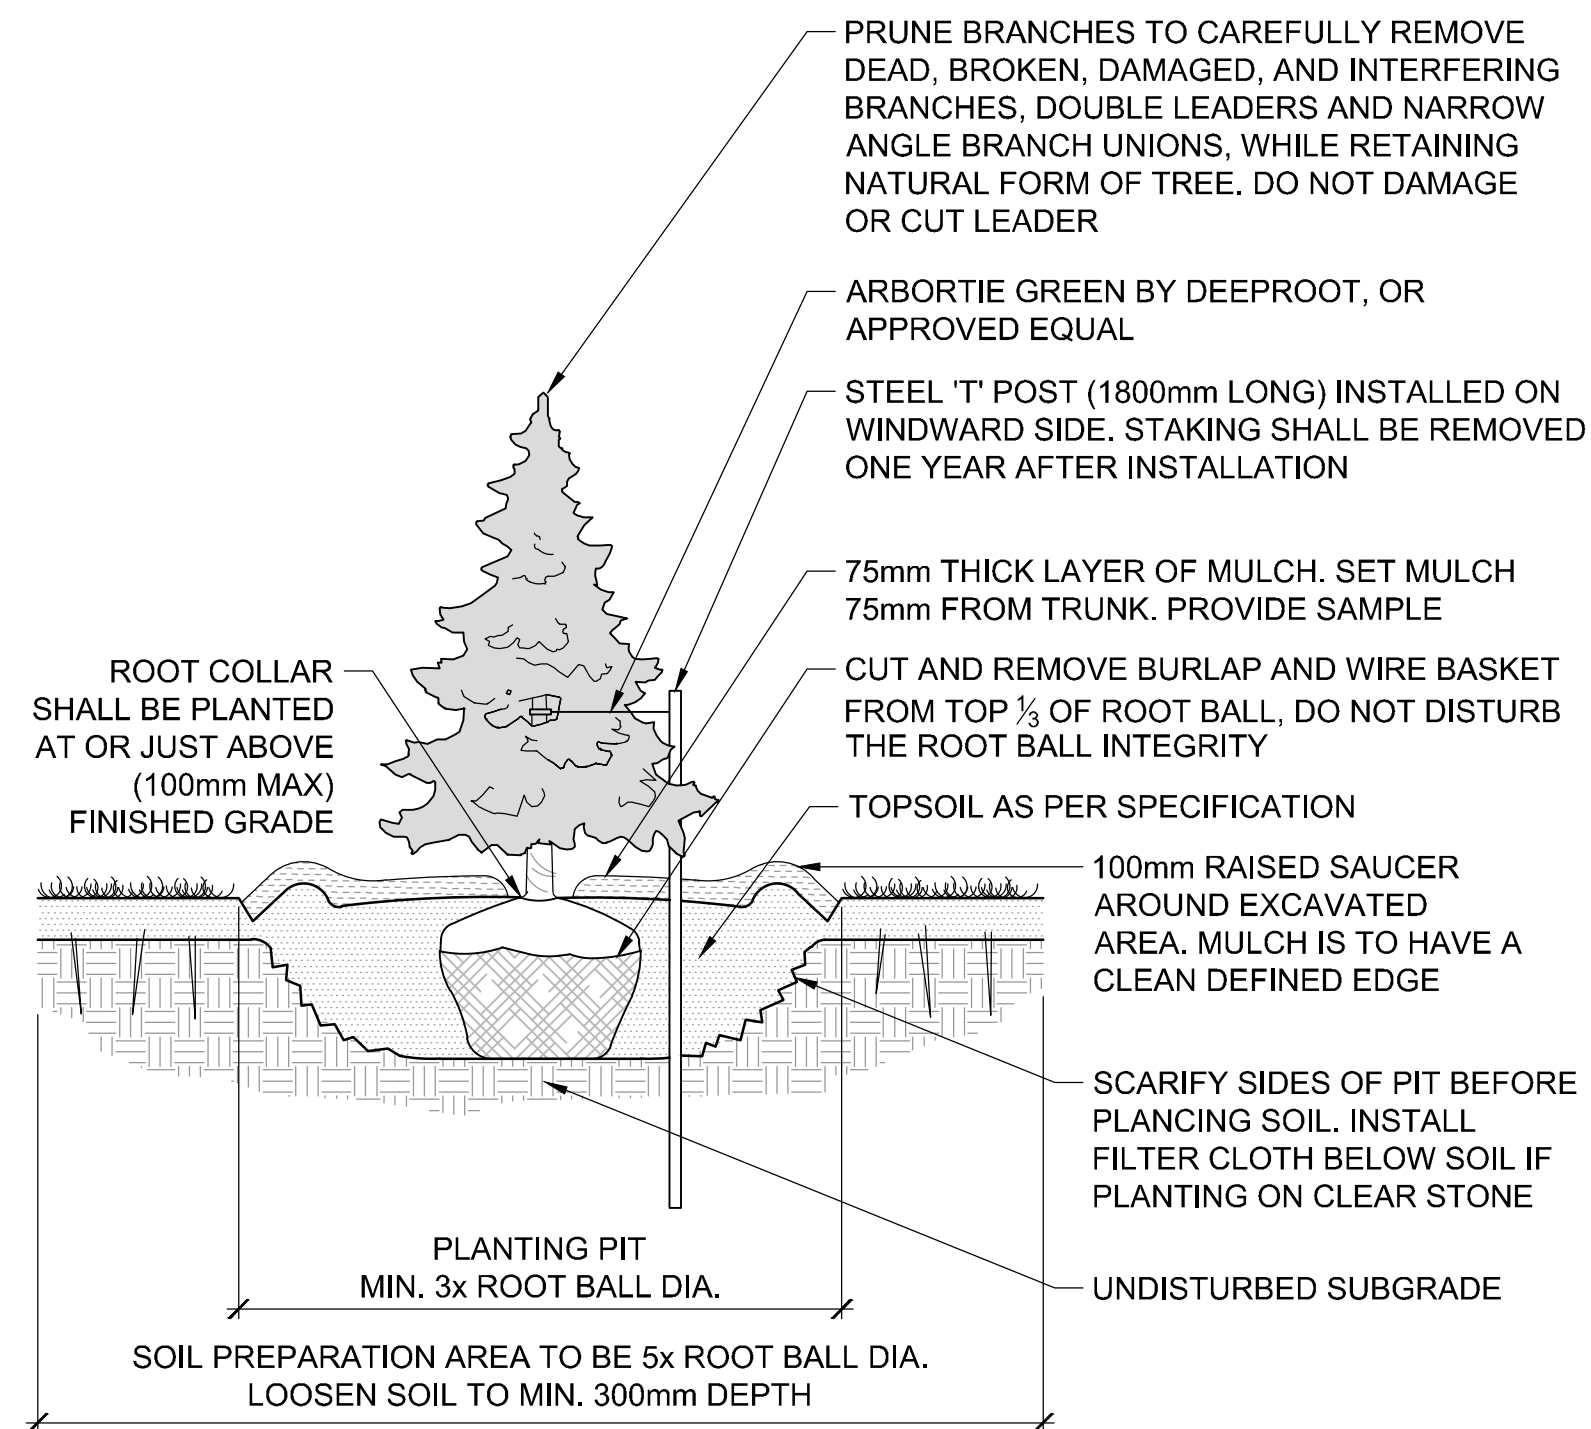 PRUNE BRANCHES TO CAREFULLY REMOVE
DEAD, BROKEN, DAMAGED, AND INTERFERING
BRANCHES, DOUBLE LEADERS AND NARROW
ANGLE BRANCH UNIONS, WHILE RETAINING
NATURAL FORM OF TREE. DO NOT DAMAGE
OR CUT LEADER
ARBORTIE GREEN BY DEEPROOT, OR
APPROVED EQUAL
STEEL 'T' POST (1800mm LONG) INSTALLED ON
WINDWARD SIDE. STAKING SHALL BE REMOVED
ONE YEAR AFTER INSTALLATION
75mm THICK LAYER OF MULCH. SET MULCH
75mm FROM TRUNK. PROVIDE SAMPLE
CUT AND REMOVE BURLAP AND WIRE BASKET
FROM TOP ⅓ OF ROOT BALL, DO NOT DISTURB
THE ROOT BALL INTEGRITY
ROOT COLLAR
SHALL BE PLANTED
AT OR JUST ABOVE
(100mm MAX)
FINISHED GRADE
TOPSOIL AS PER SPECIFICATION
100mm RAISED SAUCER
AROUND EXCAVATED
AREA. MULCH IS TO HAVE A
CLEAN DEFINED EDGE
SCARIFY SIDES OF PIT BEFORE
PLANCING SOIL. INSTALL
FILTER CLOTH BELOW SOIL IF
PLANTING ON CLEAR STONE
UNDISTURBED SUBGRADE
PLANTING PIT
MIN. 3x ROOT BALL DIA.
SOIL PREPARATION AREA TO BE 5x ROOT BALL DIA.
LOOSEN SOIL TO MIN. 300mm DEPTH